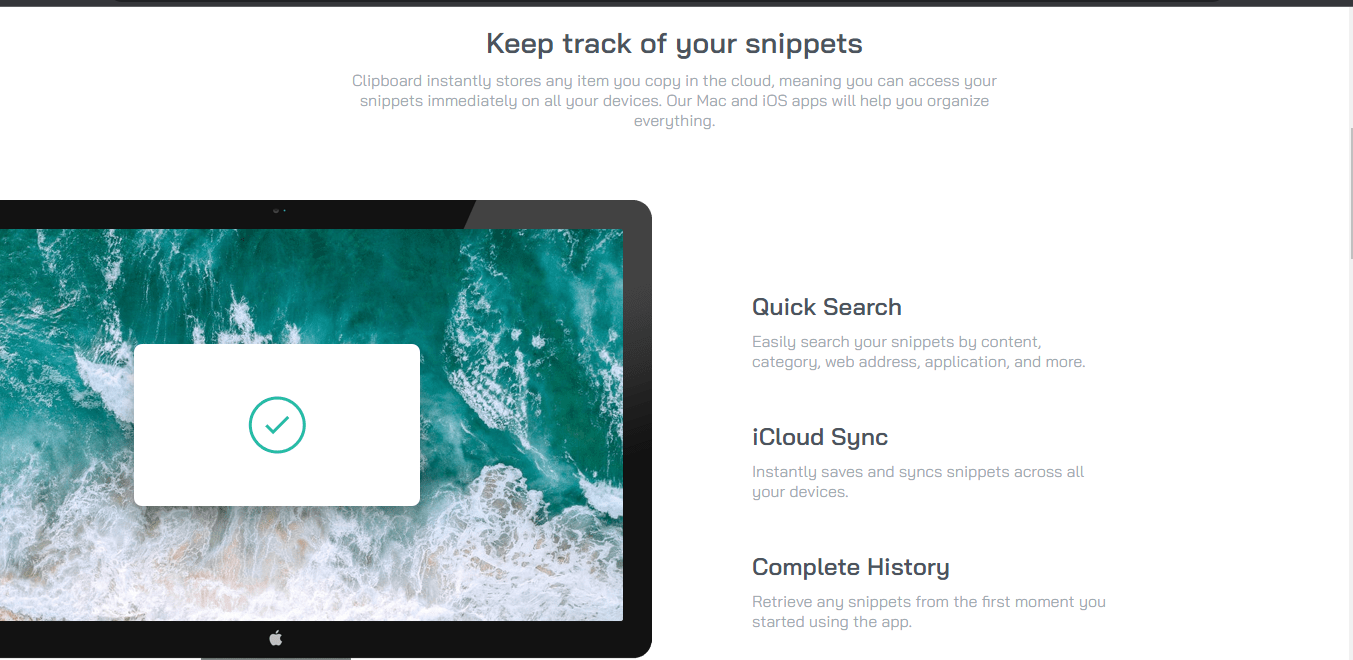 Keep track of your snippets
Clipboard instantly stores any item you copy in the cloud, meaning you can access your
snippets immediately on all your devices. Our Mac and iOS apps will help you organize
everything.
Quick Search
Easily search your snippets by content,
category, web address, application, and more.
iCloud Sync
Instantly saves and syncs snippets across all
your devices.
Complete History
Retrieve any snippets from the first moment you
started using the app.